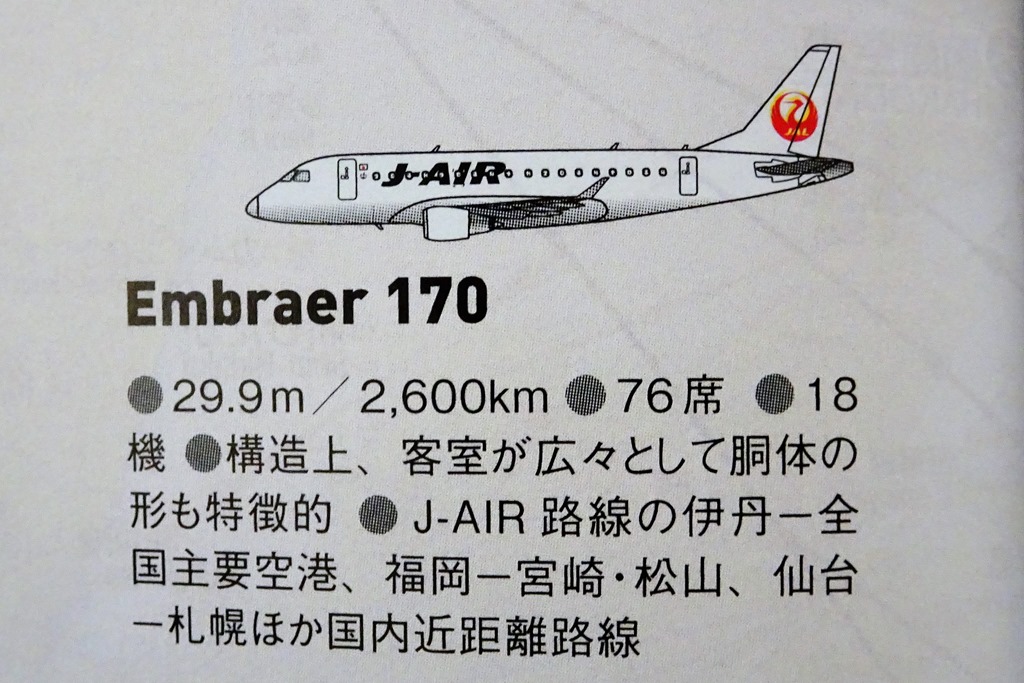 J-AIR
JAL
Embraer 170
●29.9m／2,600km ●76席 ●18
機 ●構造上、客室が広々として胴体の
形も特徴的 ●J-AIR 路線の伊丹－全
国主要空港、福岡－宮崎・松山、仙台
－札幌ほか国内近距離路線